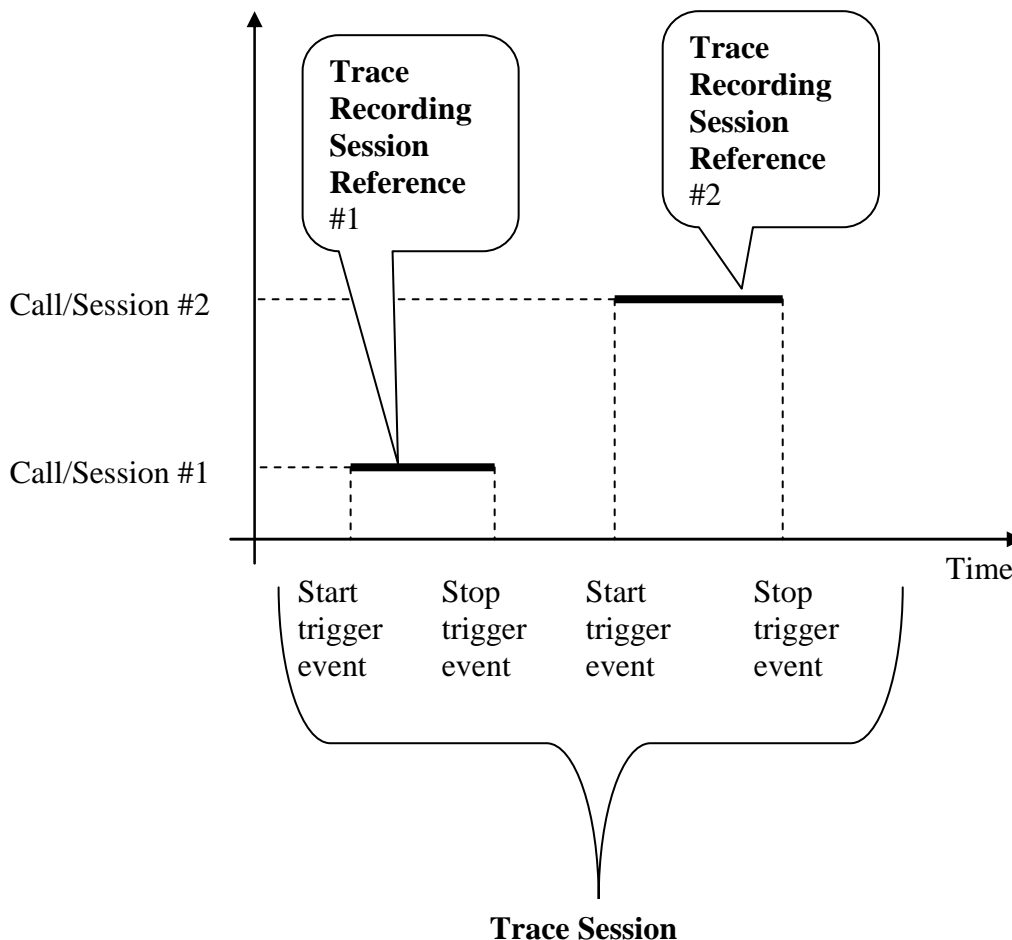 Trace
Recording
Session
Reference
#1
Trace
Recording
Session
Reference
#2
Call/Session #2
Call/Session #1
Time
Start
trigger
event
Stop
trigger
event
Start
trigger
event
Stop
trigger
event
Trace Session